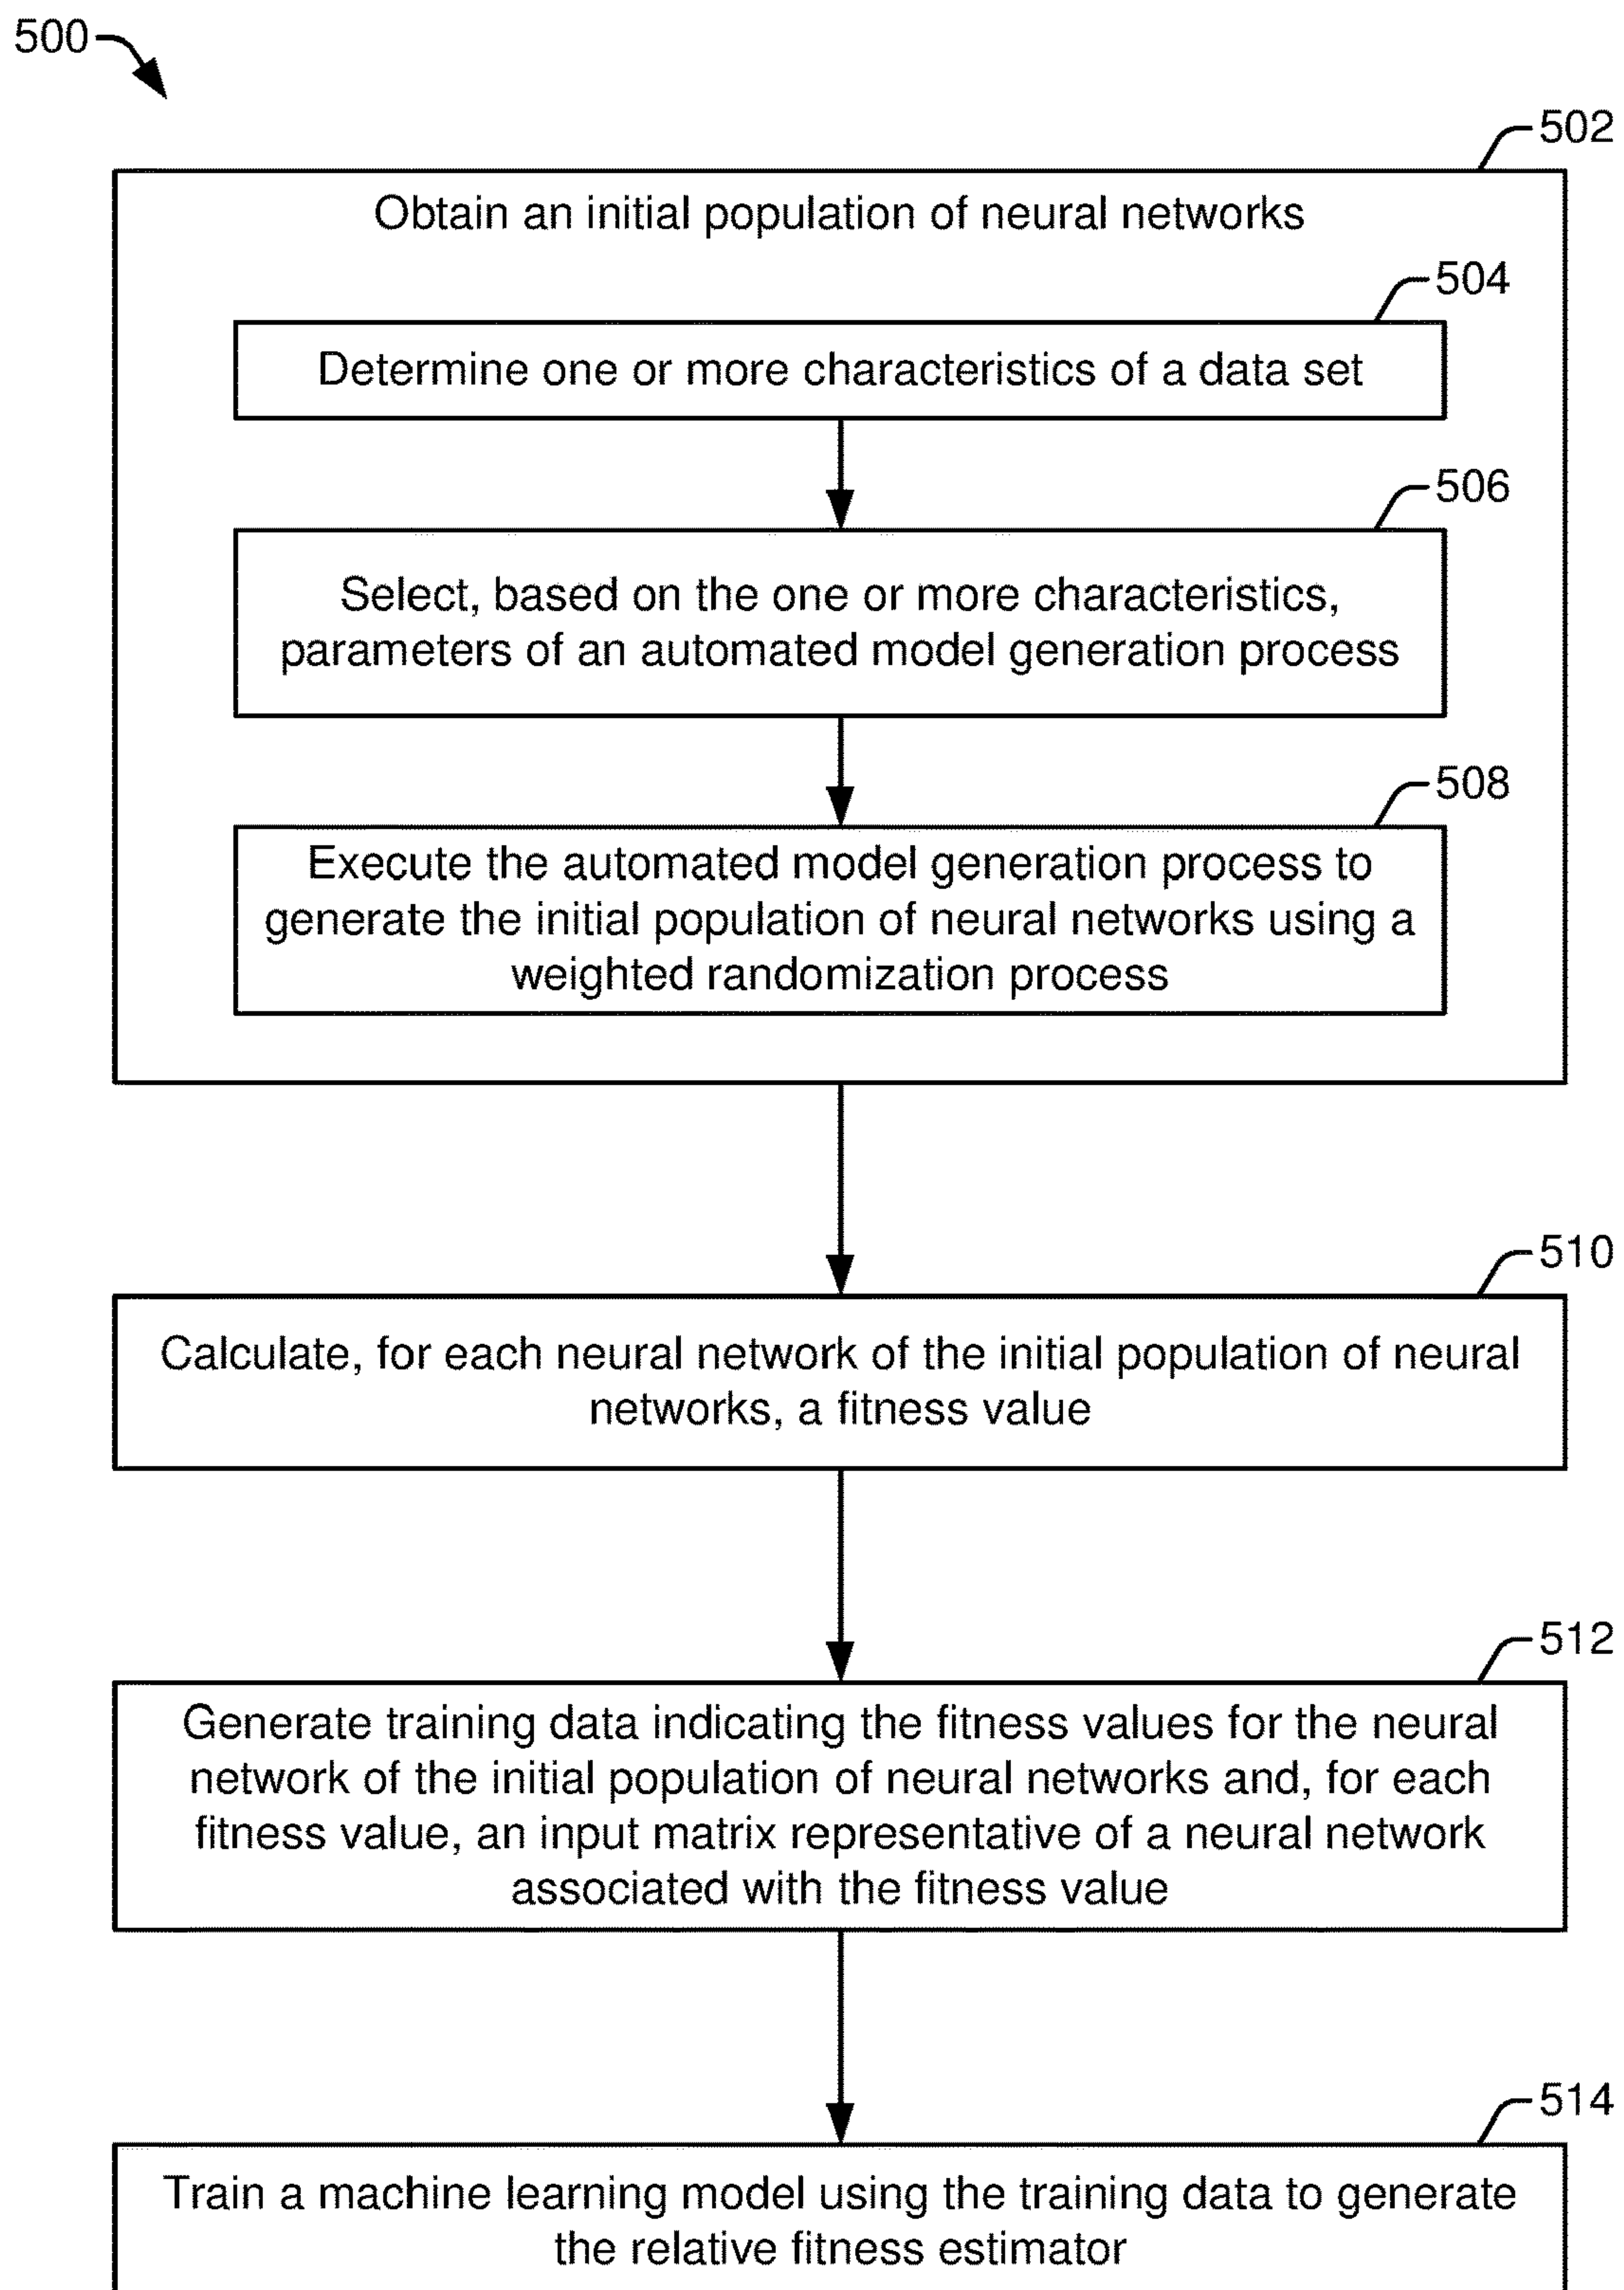 500
502
Obtain an initial population of neural networks
504
Determine one or more characteristics of a data set
506
Select, based on the one or more characteristics,
parameters of an automated model generation process
508
Execute the automated model generation process to
generate the initial population of neural networks using a
weighted randomization process
510
Calculate, for each neural network of the initial population of neural
networks, a fitness value
512
Generate training data indicating the fitness values for the neural
network of the initial population of neural networks and, for each
fitness value, an input matrix representative of a neural network
associated with the fitness value
514
Train a machine learning model using the training data to generate
the relative fitness estimator